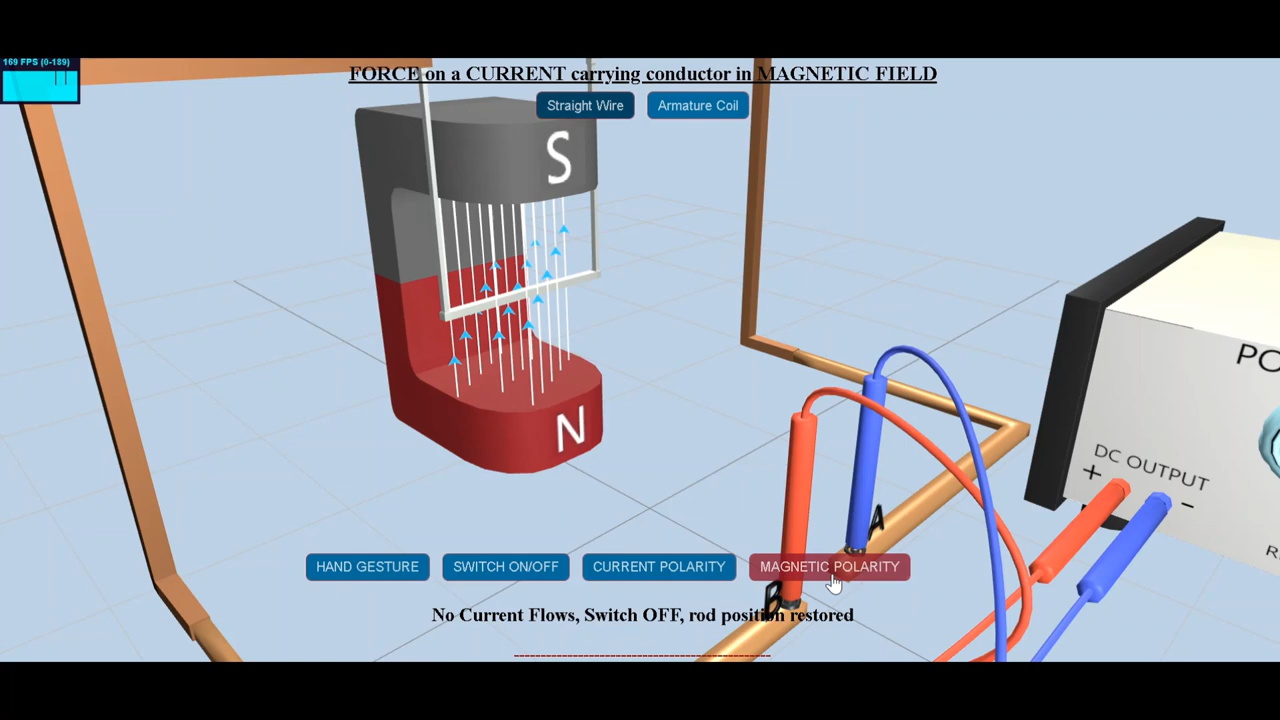 169 FPS (0-189)
FORCE on a CURRENT carrying conductor in MAGNETIC FIELD
Straight Wire
Armature Coil
S
N
PO
DC OUTPUT
+
-
R
A
B
HAND GESTURE
SWITCH ON/OFF
CURRENT POLARITY
MAGNETIC POLARITY
No Current Flows, Switch OFF, rod position restored